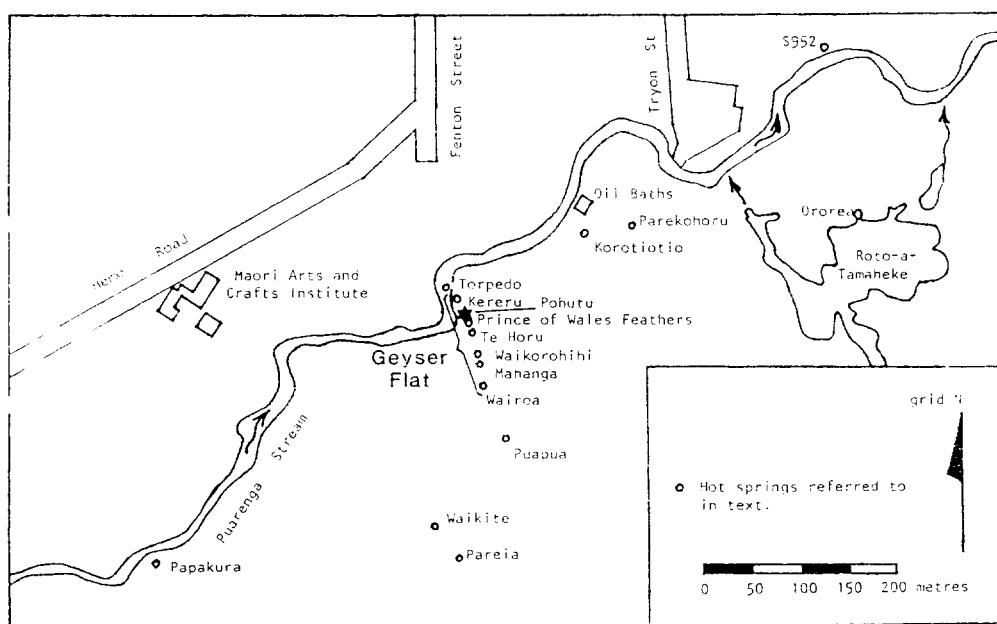 S952
Fenton Street
Tryon St
Oil Baths
Parekohoru
Korotiotio
Ororea
Roto-a-
Tamaheke
Road
Maori Arts and
Crafts Institute
Torpedo
Kereru
Pohutu
Prince of Wales Feathers
Te Horu
Waikorohihi
Mahanga
Wairoa
Geyser
Flat
Puarenga Stream
Puapua
Waikite
Pareia
Papakura
grid N
Hot springs referred to
in text.
0 50 100 150 200 metres